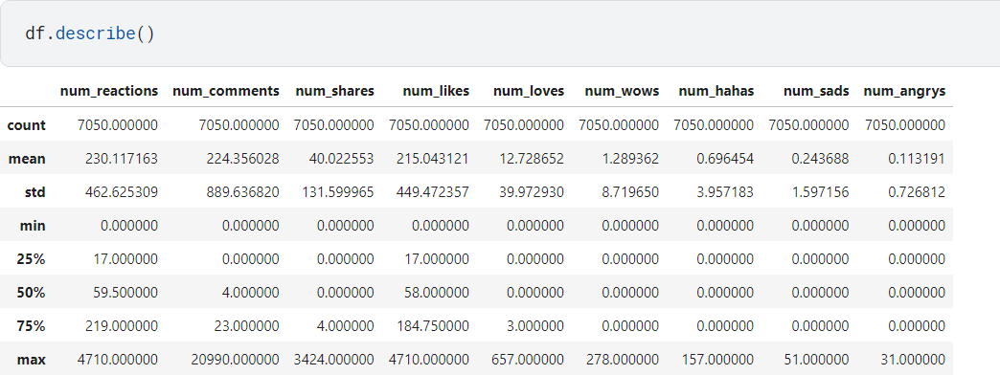 df.describe()
num_reactions num_comments num_shares num_likes num_loves num_wows num_hahas num_sads num_angrys
count 7050.000000 7050.000000 7050.000000 7050.000000 7050.000000 7050.000000 7050.000000 7050.000000 7050.000000
mean 230.117163 224.356028 40.022553 215.043121 12.728652 1.289362 0.696454 0.243688 0.113191
std 462.625309 889.636820 131.599965 449.472357 39.972930 8.719650 3.957183 1.597156 0.726812
min 0.000000 0.000000 0.000000 0.000000 0.000000 0.000000 0.000000 0.000000 0.000000
25% 17.000000 0.000000 0.000000 17.000000 0.000000 0.000000 0.000000 0.000000 0.000000
50% 59.500000 4.000000 0.000000 58.000000 0.000000 0.000000 0.000000 0.000000 0.000000
75% 219.000000 23.000000 4.000000 184.750000 3.000000 0.000000 0.000000 0.000000 0.000000
max 4710.000000 20990.000000 3424.000000 4710.000000 657.000000 278.000000 157.000000 51.000000 31.000000